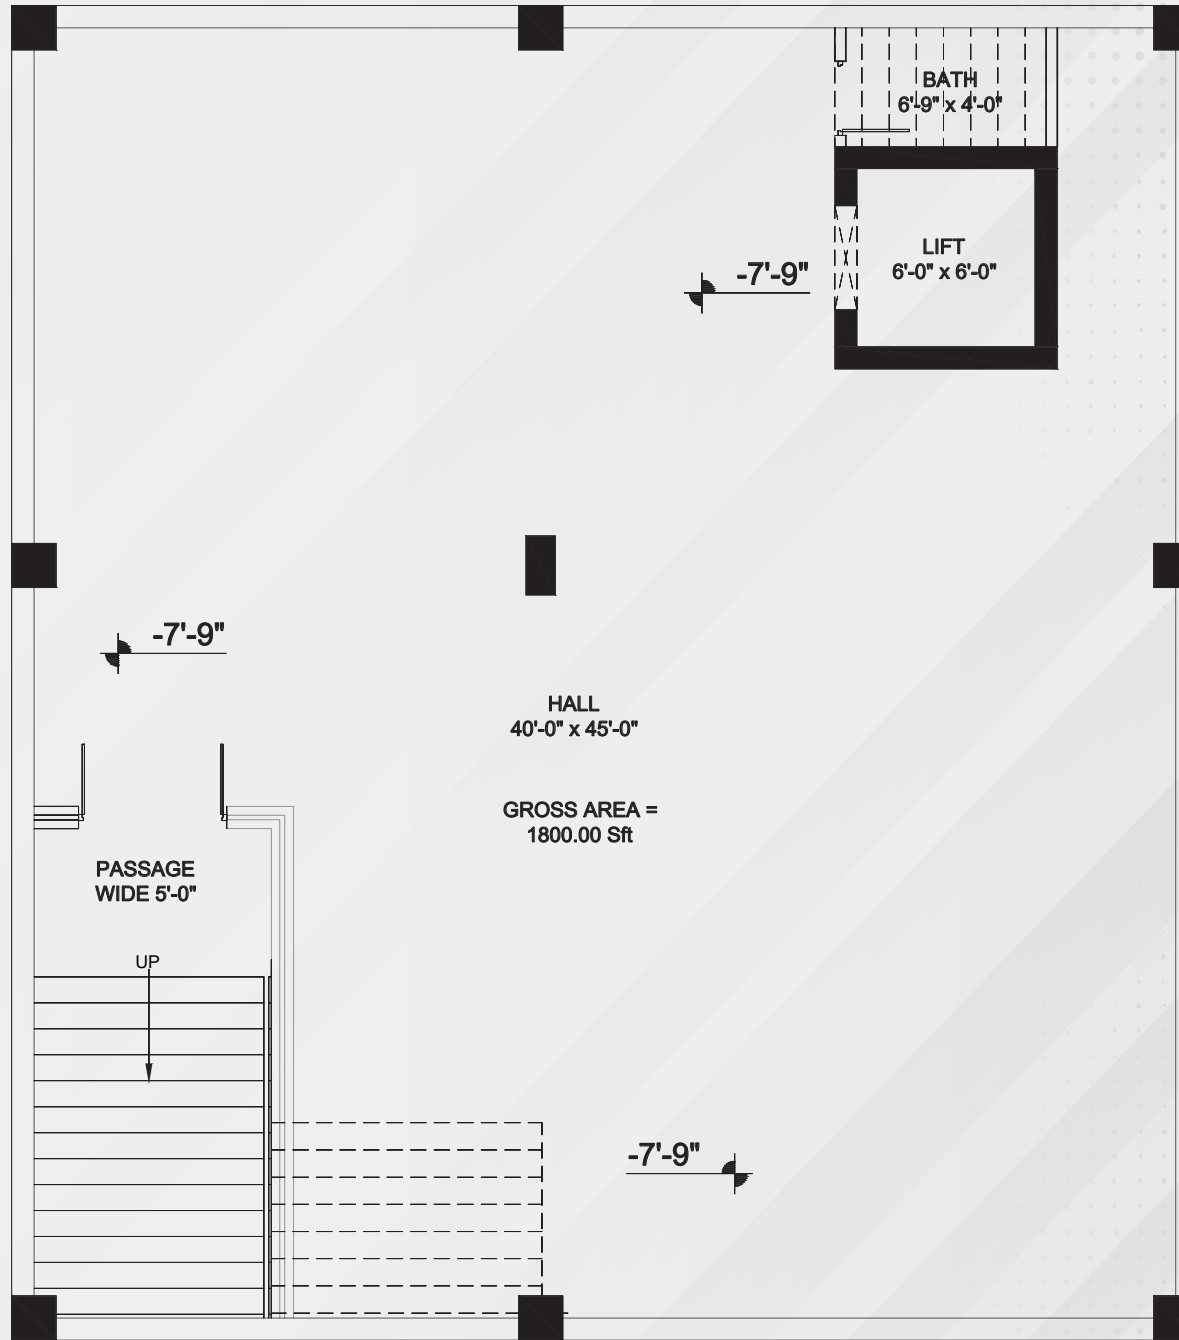 BATH
6'-9" x 4'-0"
LIFT
6'-0" x 6'-0"
-7'-9"
-7'-9"
HALL
40'-0" x 45'-0"
GROSS AREA =
1800.00 Sft
PASSAGE
WIDE 5'-0"
UP
-7'-9"